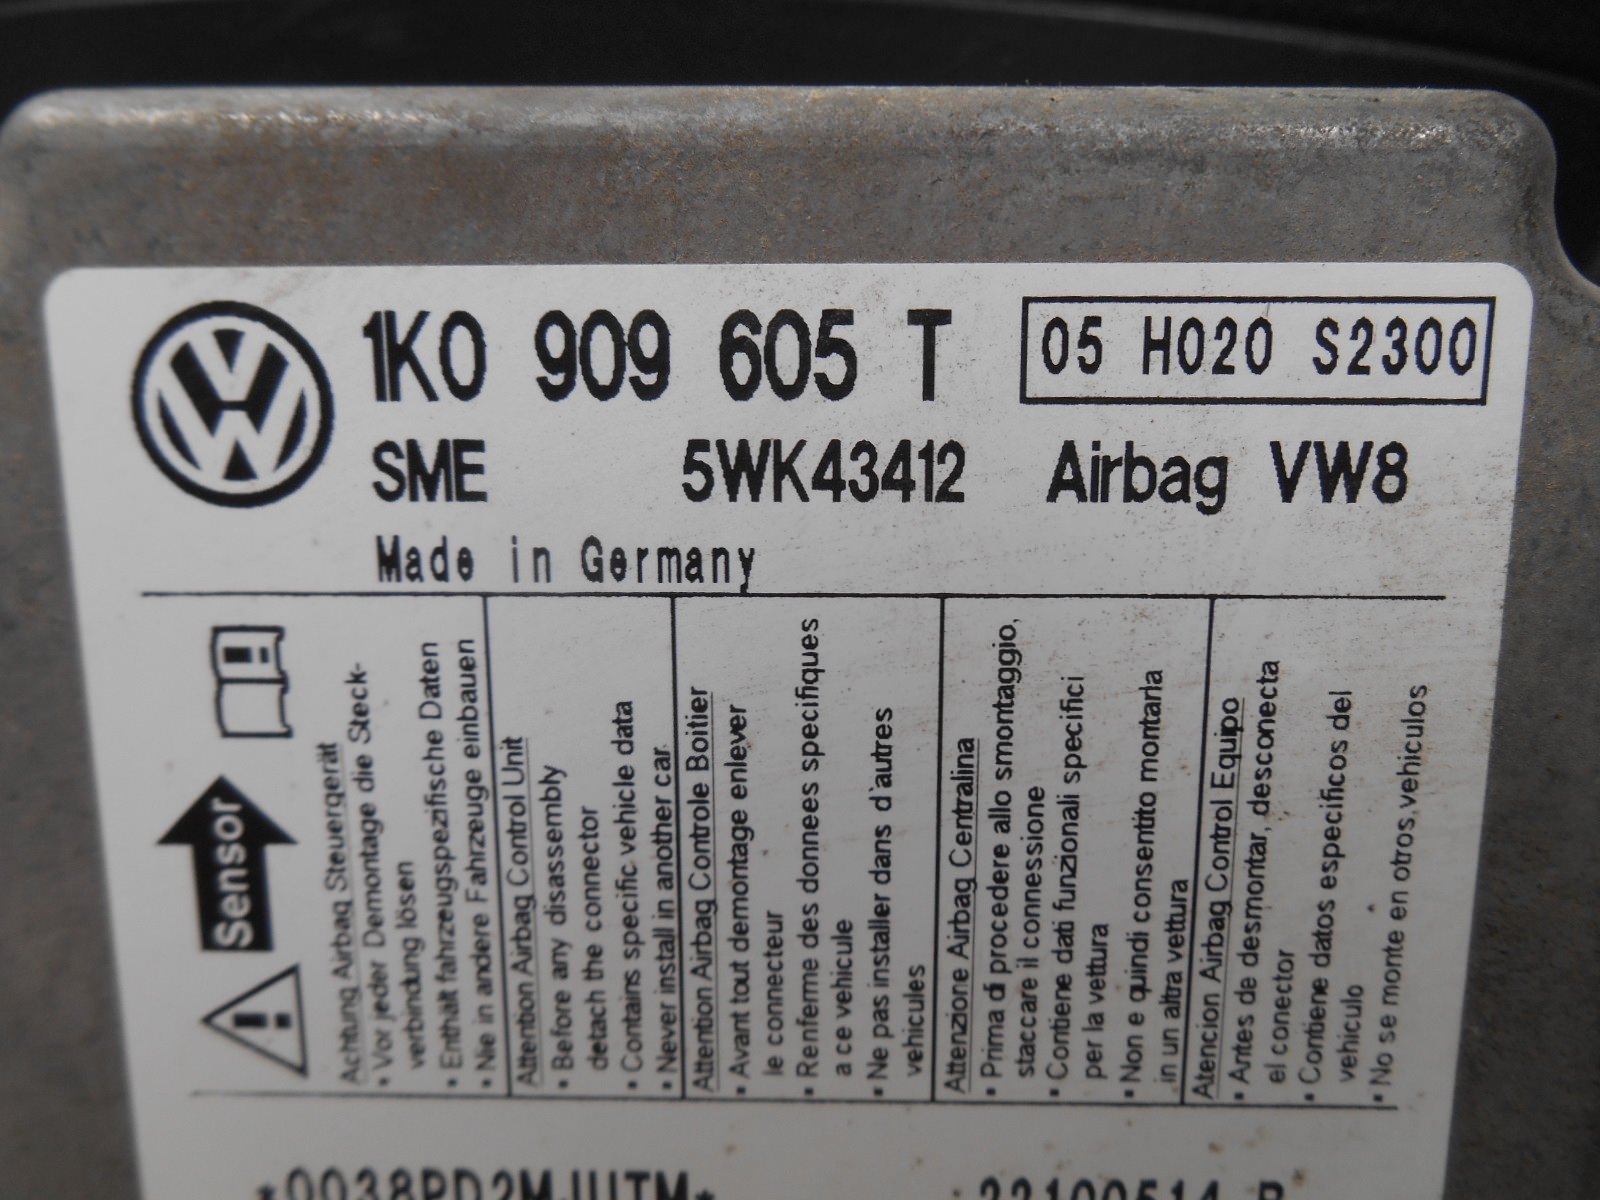 1K0 909 605 T 05 H020 S2300
SME 5WK43412 Airbag VW8
Made in Germany
Sensor
Achtung Airbag Steuergerät
• Vor jeder Demontage die Steck-
verbindung lösen
• Enthält fahrzeugspezifische Daten
• Nie in andere Fahrzeuge einbauen
Attention Airbag Control Unit
• Before any disassembly
detach the connector
• Contains specific vehicle data
• Never install in another car
Attention Airbag Controle Boitier
• Avant tout demontage enlever
le connecteur
• Renferme des donnees specifiques
a ce vehicule
• Ne pas installer dans d'autres
vehicules
Attenzione Airbag Centralina
• Prima di procedere allo smontaggio,
staccare il connessione
• Contiene dati funzionali specifici
per la vettura
• Non e quindi consentito montarla
in un altra vettura
Atencion Airbag Control Equipo
• Antes de desmontar, desconecta
el conector
• Contiene datos especificos del
vehiculo
• No se monte en otros, vehiculos